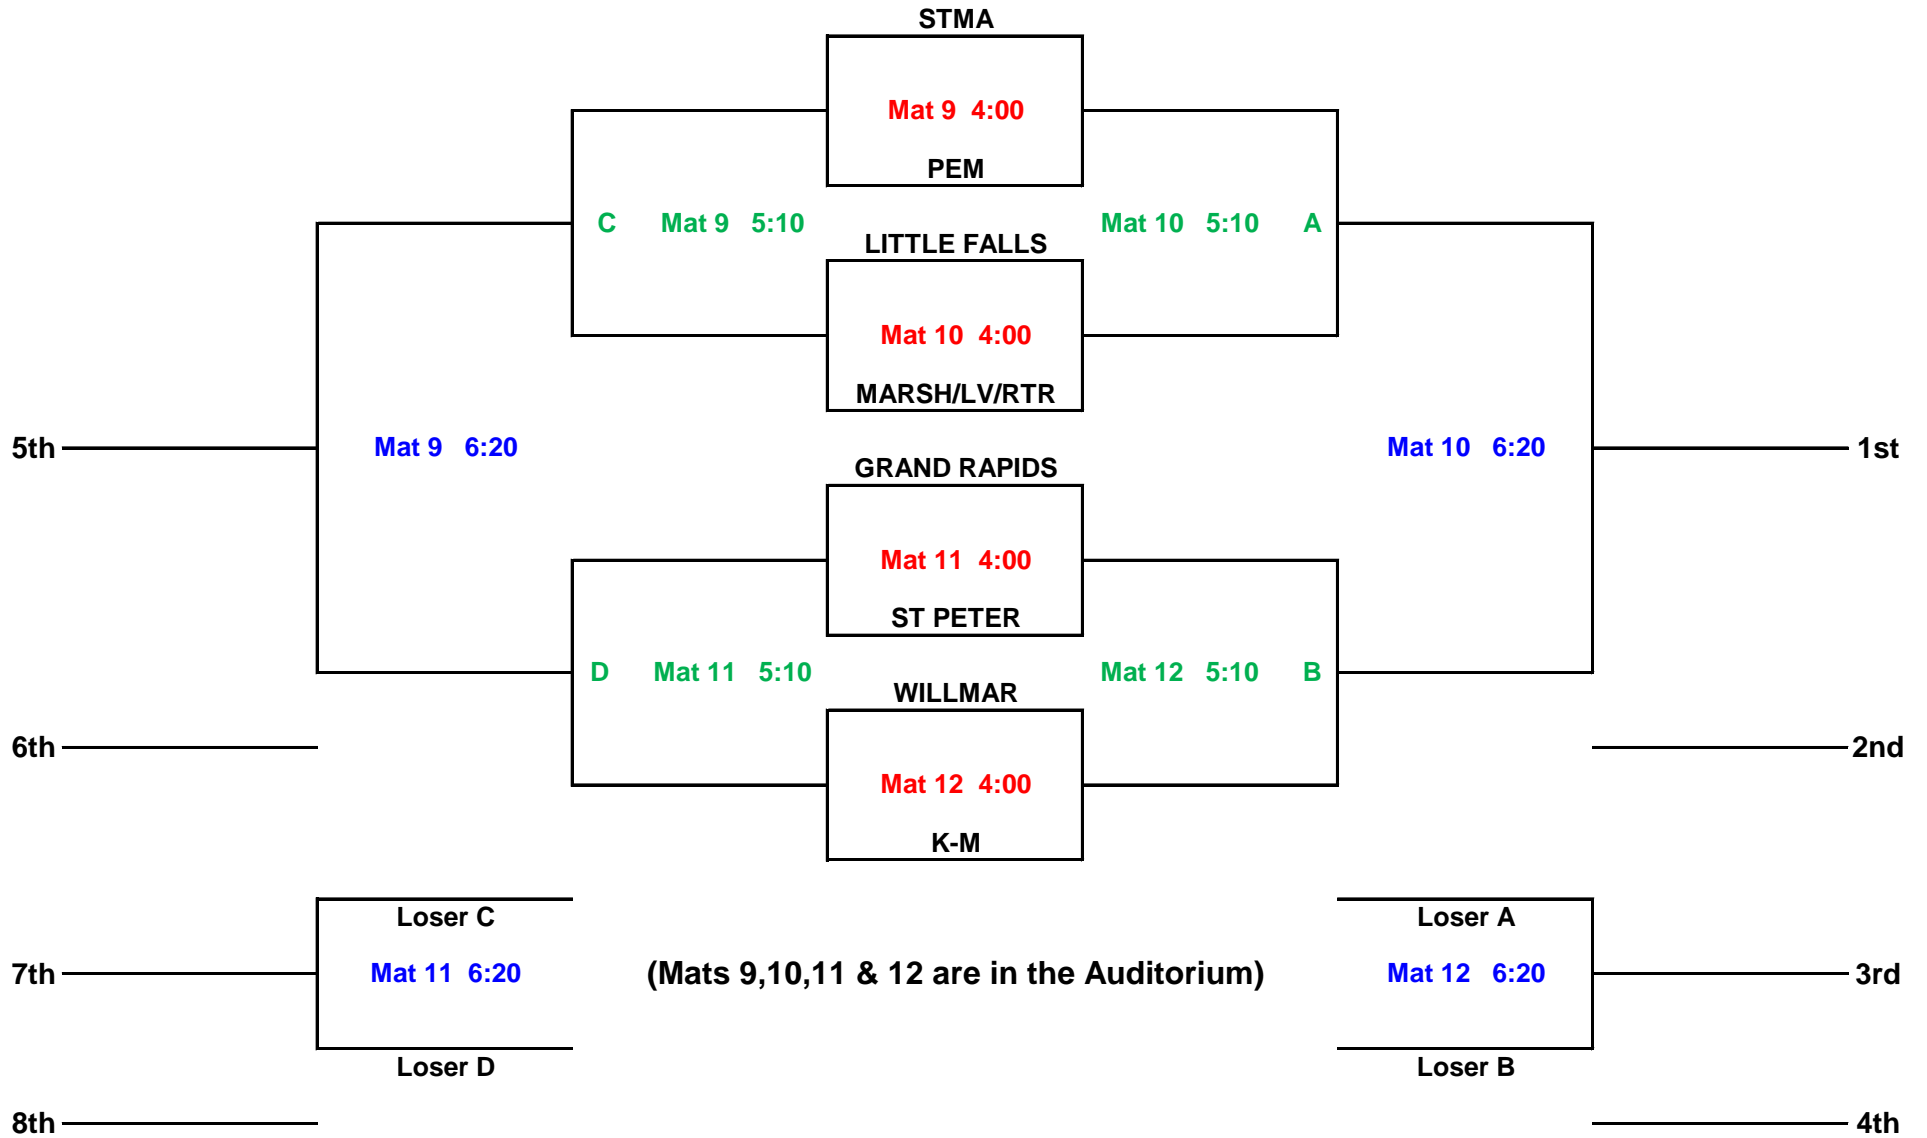 STMA
Mat 9 4:00
PEM
C Mat 9 5:10 Mat 10 5:10 A
LITTLE FALLS
Mat 10 4:00
MARSH/LV/RTR
5th Mat 9 6:20 Mat 10 6:20 1st
GRAND RAPIDS
Mat 11 4:00
ST PETER
D Mat 11 5:10 Mat 12 5:10 B
WILLMAR
6th 2nd
Mat 12 4:00
K-M
Loser C Loser A
7th Mat 11 6:20 (Mats 9,10,11 & 12 are in the Auditorium) Mat 12 6:20 3rd
Loser D Loser B
8th 4th